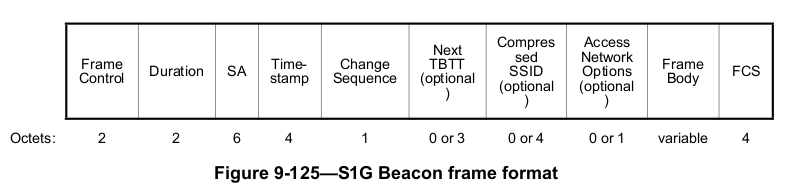 Frame Control
Duration
SA
Time-
stamp
Change
Sequence
Next
TBTT
(optional
)
Compres
sed
SSID
(optional
)
Access
Network
Options
(optional
)
Frame
Body
FCS
Octets: 2 2 6 4 1 0 or 3 0 or 4 0 or 1 variable 4
Figure 9-125—S1G Beacon frame format